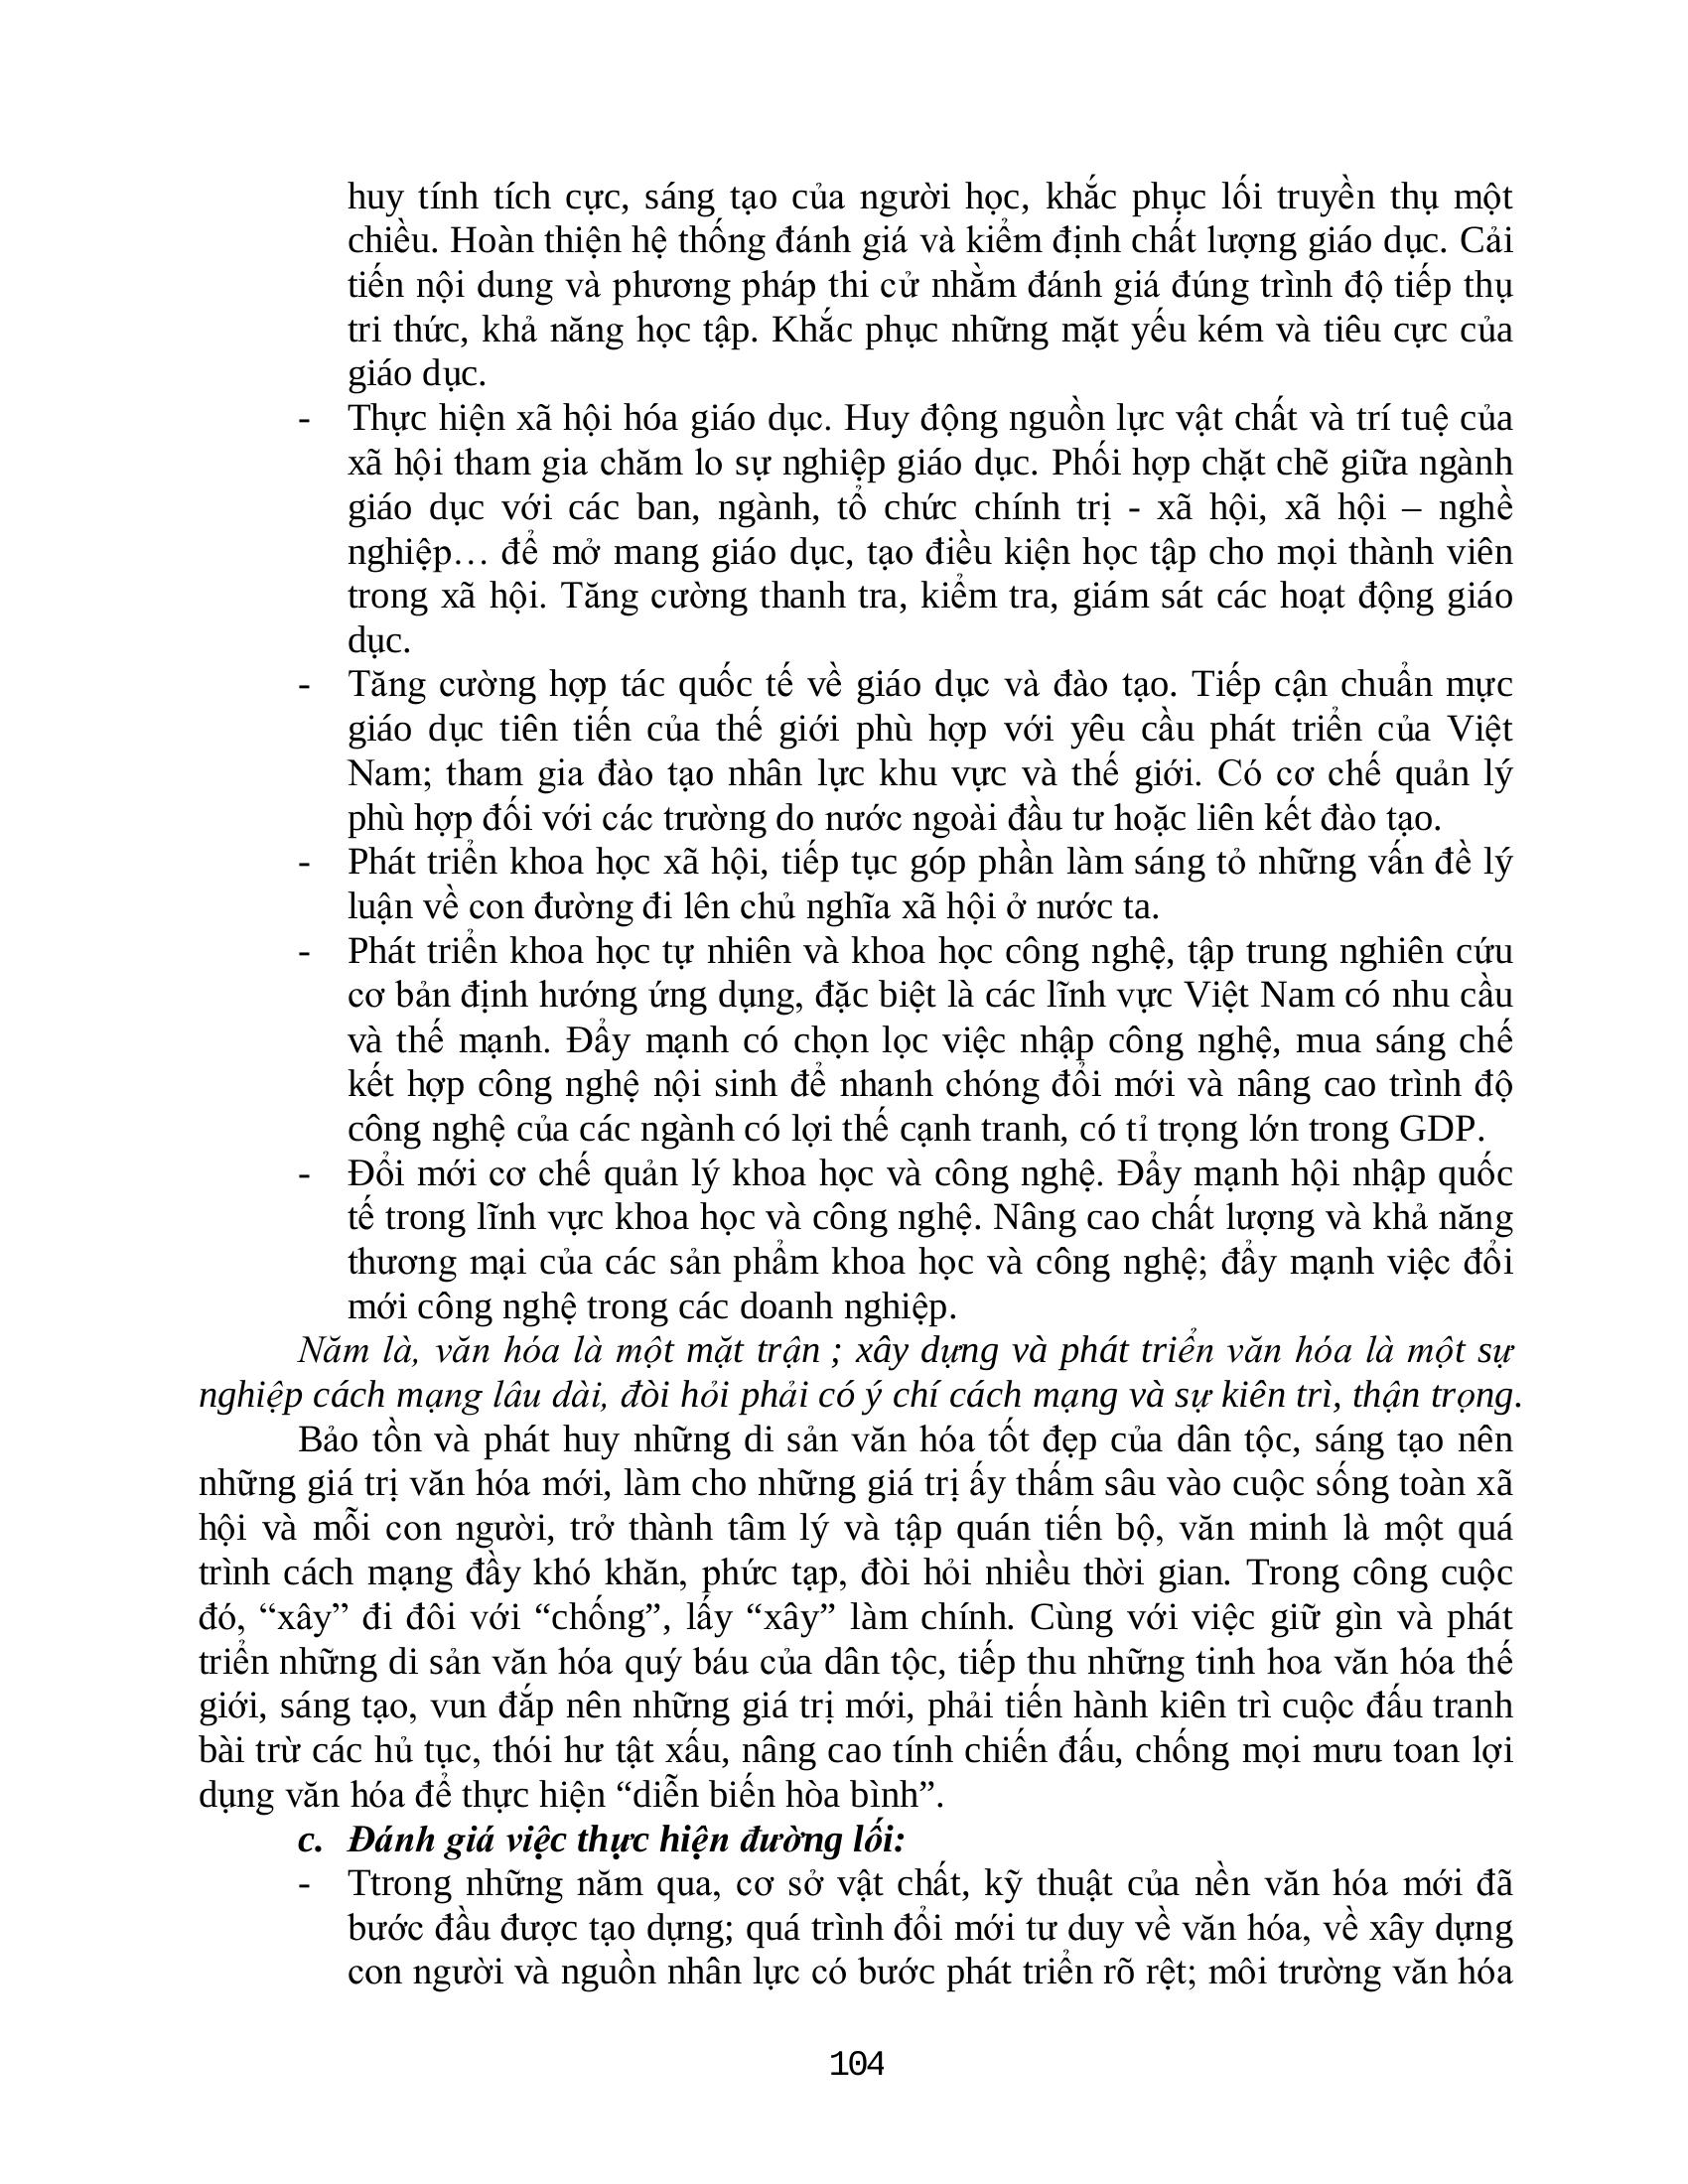 huy tính tích cực, sáng tạo của người học, khắc phục lối truyền thụ một
chiều. Hoàn thiện hệ thống đánh giá và kiểm định chất lượng giáo dục. Cải
tiến nội dung và phương pháp thi cử nhằm đánh giá đúng trình độ tiếp thụ
tri thức, khả năng học tập. Khắc phục những mặt yếu kém và tiêu cực của
giáo dục.
- Thực hiện xã hội hóa giáo dục. Huy động nguồn lực vật chất và trí tuệ của
xã hội tham gia chăm lo sự nghiệp giáo dục. Phối hợp chặt chẽ giữa ngành
giáo dục với các ban, ngành, tổ chức chính trị - xã hội, xã hội – nghề
nghiệp… để mở mang giáo dục, tạo điều kiện học tập cho mọi thành viên
trong xã hội. Tăng cường thanh tra, kiểm tra, giám sát các hoạt động giáo
dục.
- Tăng cường hợp tác quốc tế về giáo dục và đào tạo. Tiếp cận chuẩn mực
giáo dục tiên tiến của thế giới phù hợp với yêu cầu phát triển của Việt
Nam; tham gia đào tạo nhân lực khu vực và thế giới. Có cơ chế quản lý
phù hợp đối với các trường do nước ngoài đầu tư hoặc liên kết đào tạo.
- Phát triển khoa học xã hội, tiếp tục góp phần làm sáng tỏ những vấn đề lý
luận về con đường đi lên chủ nghĩa xã hội ở nước ta.
- Phát triển khoa học tự nhiên và khoa học công nghệ, tập trung nghiên cứu
cơ bản định hướng ứng dụng, đặc biệt là các lĩnh vực Việt Nam có nhu cầu
và thế mạnh. Đẩy mạnh có chọn lọc việc nhập công nghệ, mua sáng chế
kết hợp công nghệ nội sinh để nhanh chóng đổi mới và nâng cao trình độ
công nghệ của các ngành có lợi thế cạnh tranh, có tỉ trọng lớn trong GDP.
- Đổi mới cơ chế quản lý khoa học và công nghệ. Đẩy mạnh hội nhập quốc
tế trong lĩnh vực khoa học và công nghệ. Nâng cao chất lượng và khả năng
thương mại của các sản phẩm khoa học và công nghệ; đẩy mạnh việc đổi
mới công nghệ trong các doanh nghiệp.
Năm là, văn hóa là một mặt trận ; xây dựng và phát triển văn hóa là một sự
nghiệp cách mạng lâu dài, đòi hỏi phải có ý chí cách mạng và sự kiên trì, thận trọng.
Bảo tồn và phát huy những di sản văn hóa tốt đẹp của dân tộc, sáng tạo nên
những giá trị văn hóa mới, làm cho những giá trị ấy thấm sâu vào cuộc sống toàn xã
hội và mỗi con người, trở thành tâm lý và tập quán tiến bộ, văn minh là một quá
trình cách mạng đầy khó khăn, phức tạp, đòi hỏi nhiều thời gian. Trong công cuộc
đó, “xây” đi đôi với “chống”, lấy “xây” làm chính. Cùng với việc giữ gìn và phát
triển những di sản văn hóa quý báu của dân tộc, tiếp thu những tinh hoa văn hóa thế
giới, sáng tạo, vun đắp nên những giá trị mới, phải tiến hành kiên trì cuộc đấu tranh
bài trừ các hủ tục, thói hư tật xấu, nâng cao tính chiến đấu, chống mọi mưu toan lợi
dụng văn hóa để thực hiện “diễn biến hòa bình”.
c. Đánh giá việc thực hiện đường lối:
- Ttrong những năm qua, cơ sở vật chất, kỹ thuật của nền văn hóa mới đã
bước đầu được tạo dựng; quá trình đổi mới tư duy về văn hóa, về xây dựng
con người và nguồn nhân lực có bước phát triển rõ rệt; môi trường văn hóa
104